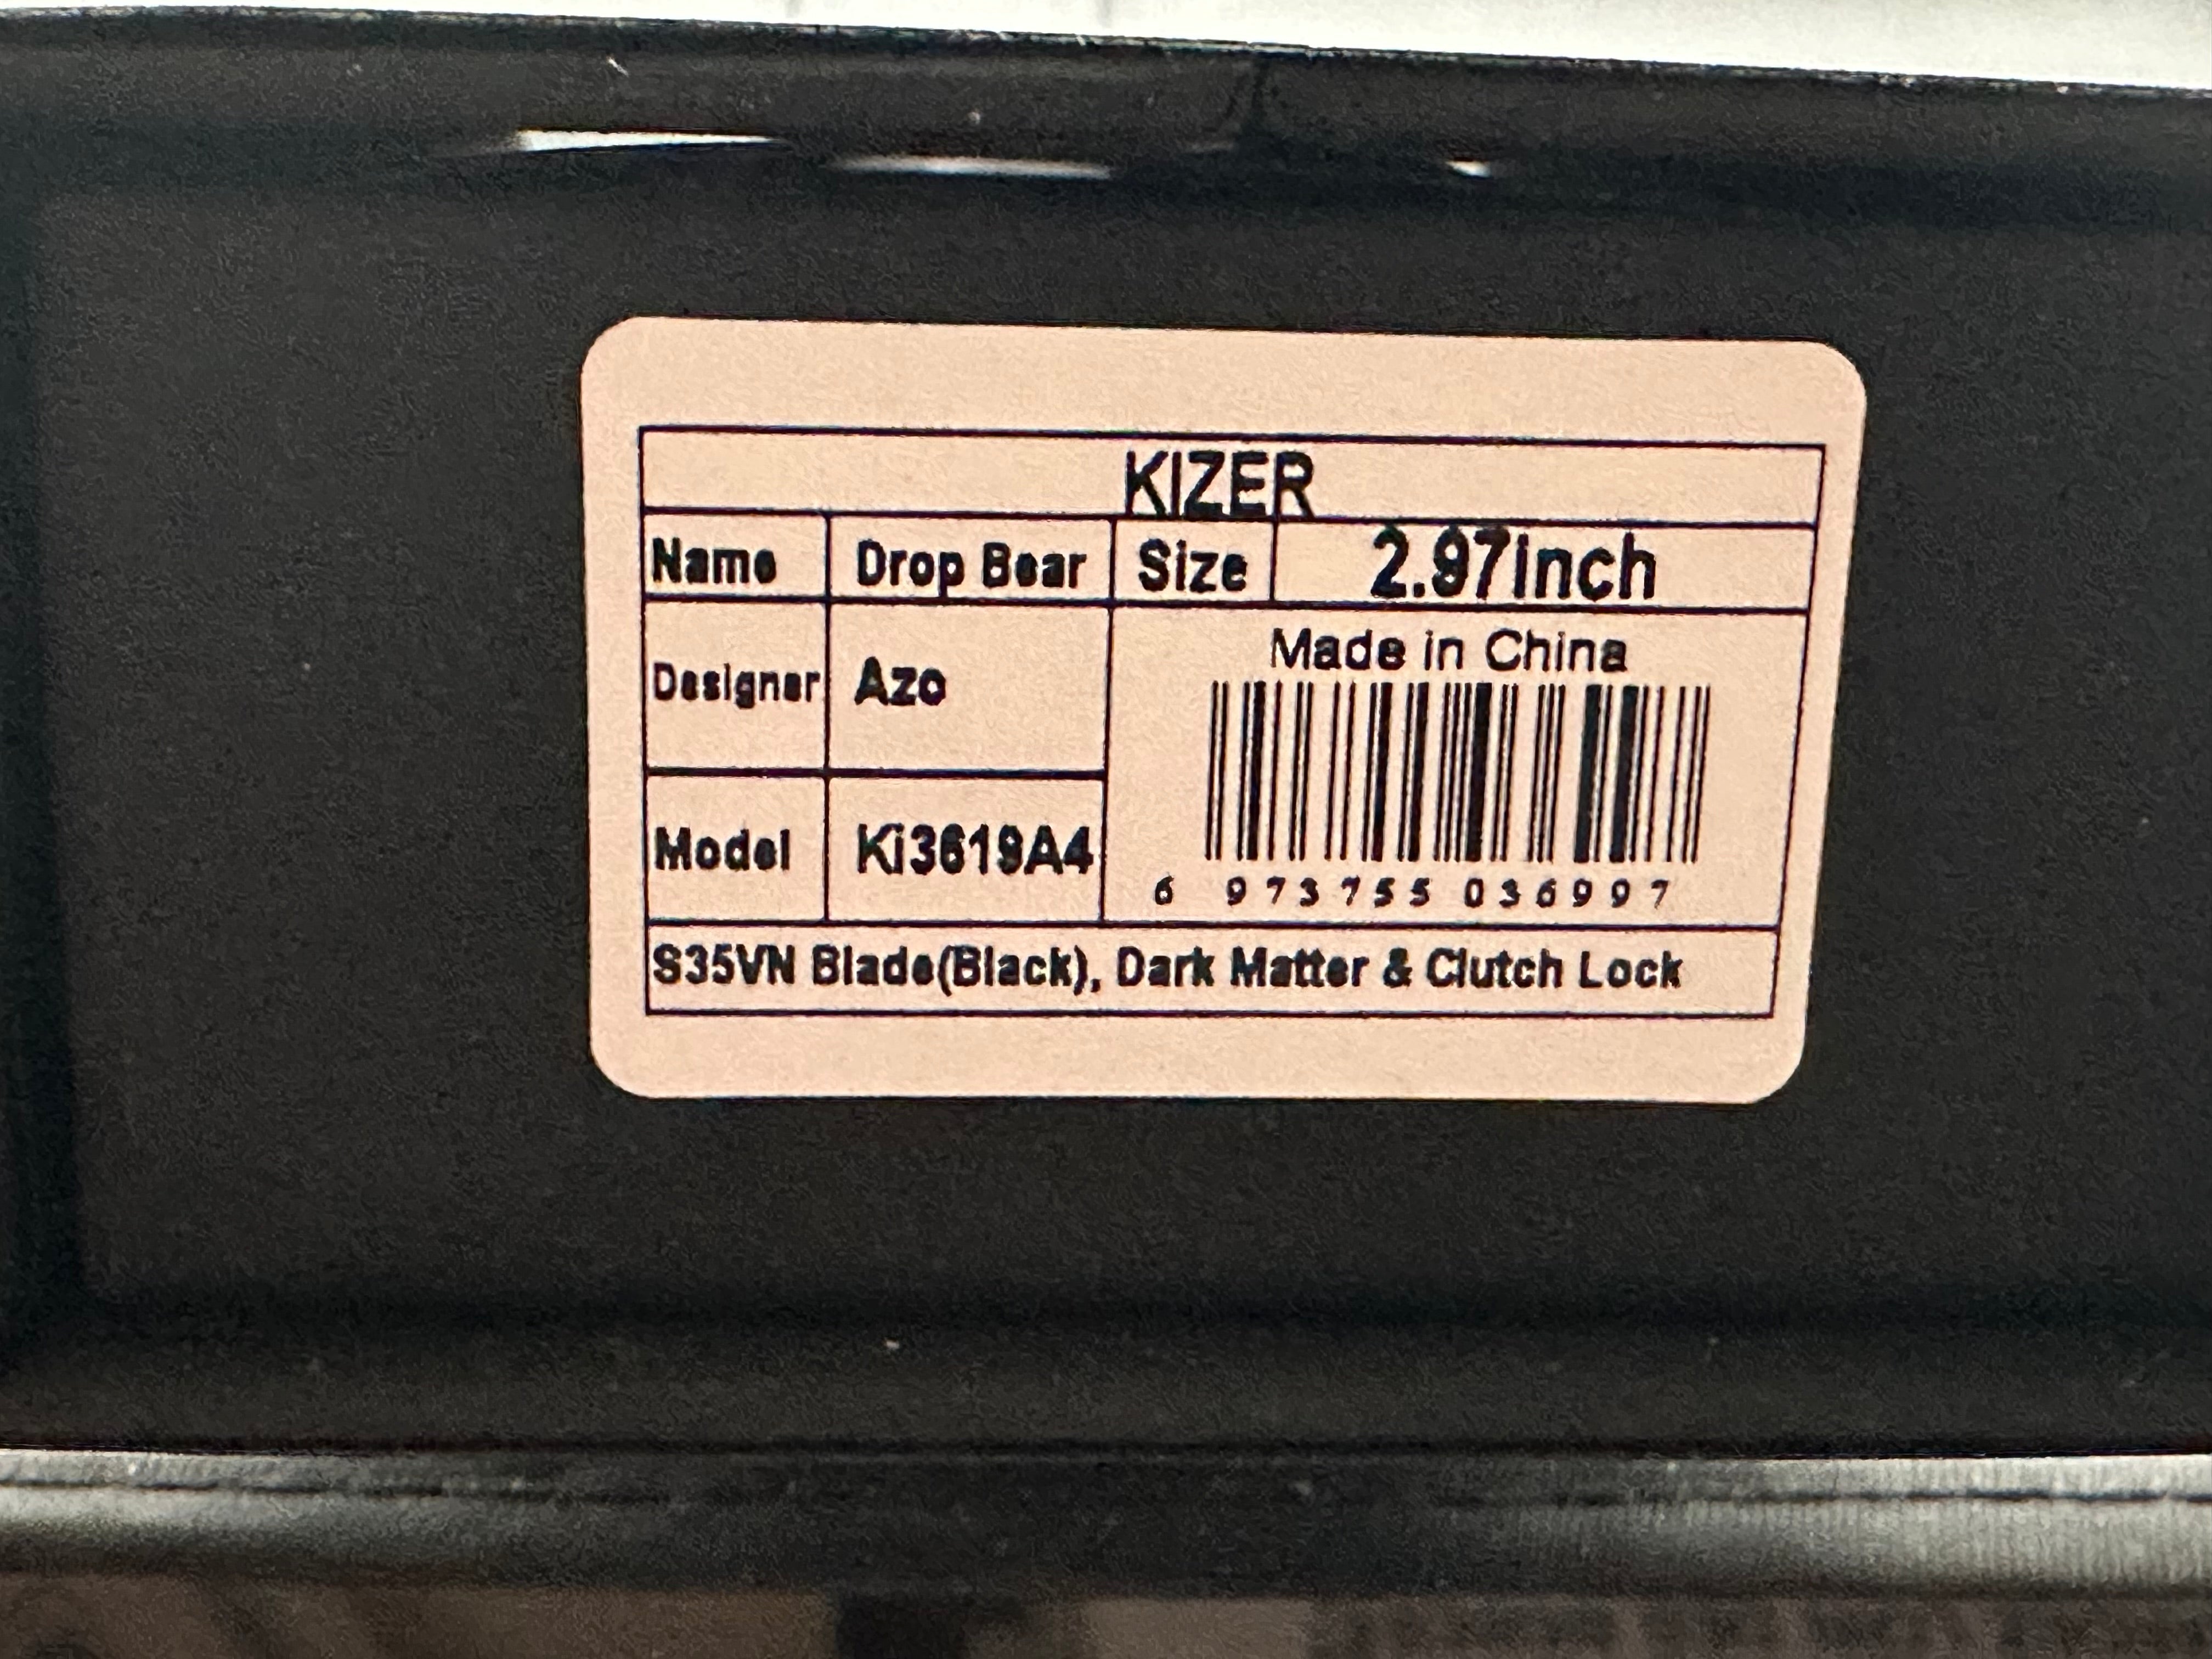 KIZER
Name Drop Bear Size 2.97inch
Made in China
Designer Azo
Model Ki3619A4
6 973755 036997
S35VN Blade(Black), Dark Matter & Clutch Lock